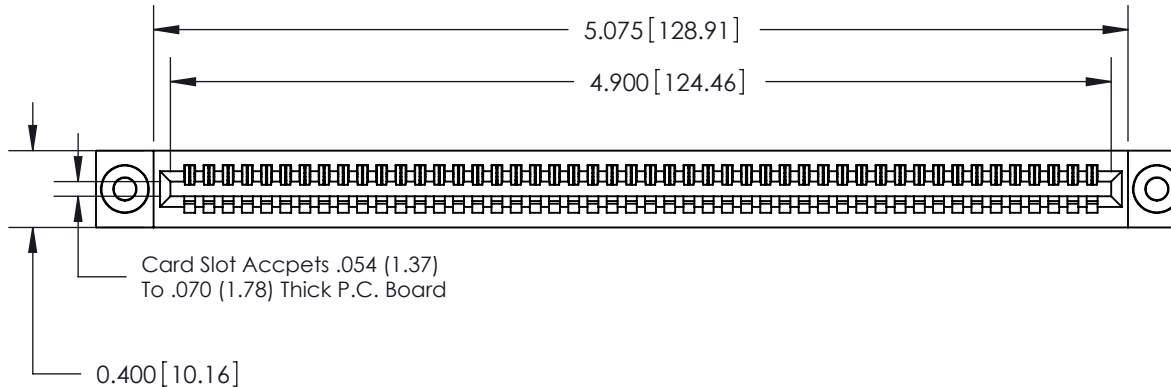 5.075 [128.91]
4.900 [124.46]
Card Slot Accpets .054 (1.37)
To .070 (1.78) Thick P.C. Board
0.400 [10.16]